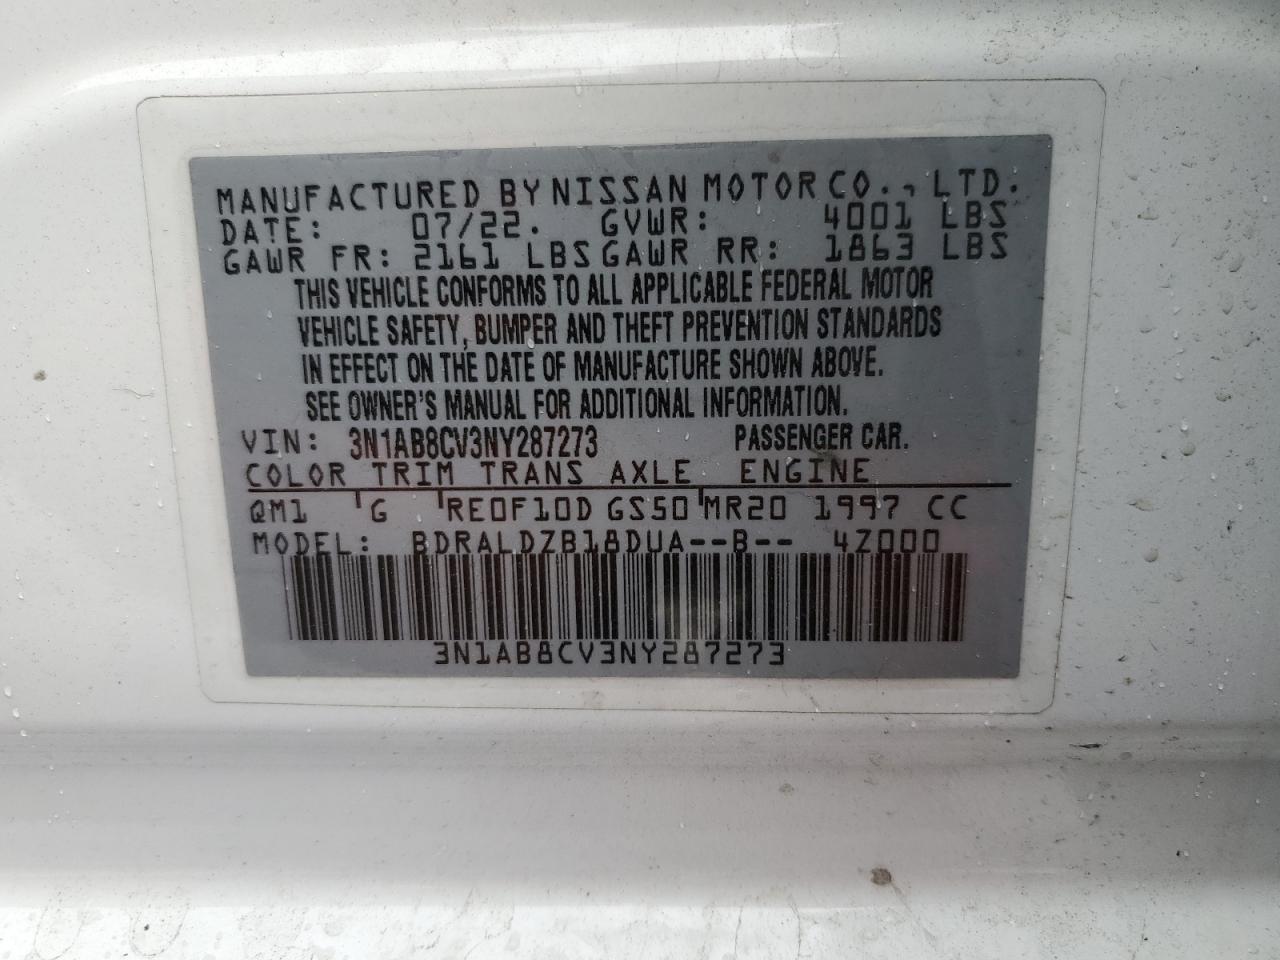 MANUFACTURED BY NISSAN MOTOR CO., LTD.
DATE: 07/22. GVWR: 4001 LBS
GAWR FR: 2161 LBS GAWR RR: 1863 LBS
THIS VEHICLE CONFORMS TO ALL APPLICABLE FEDERAL MOTOR
VEHICLE SAFETY, BUMPER AND THEFT PREVENTION STANDARDS
IN EFFECT ON THE DATE OF MANUFACTURE SHOWN ABOVE.
SEE OWNER'S MANUAL FOR ADDITIONAL INFORMATION.
VIN: 3N1AB8CV3NY287273 PASSENGER CAR.
COLOR TRIM TRANS AXLE ENGINE
QM1 G RE0F10D GS50 MR20 1997 CC
MODEL: BDRALDZB18DUA--B-- 4Z000
3N1AB8CV3NY287273